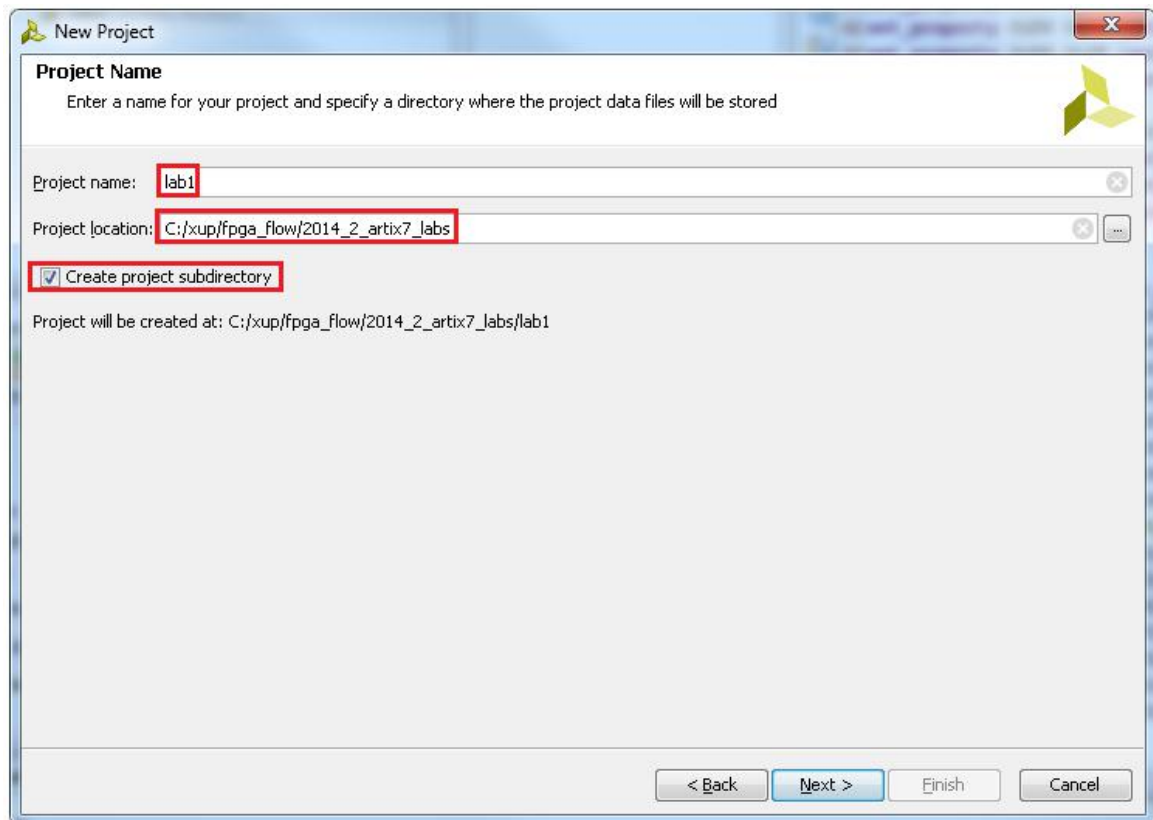 New Project
Project Name
Enter a name for your project and specify a directory where the project data files will be stored
Project name: lab1
Project location: C:/xup/fpga_flow/2014_2_artix7_labs ...
Create project subdirectory
Project will be created at: C:/xup/fpga_flow/2014_2_artix7_labs/lab1
< Back Next > Finish Cancel